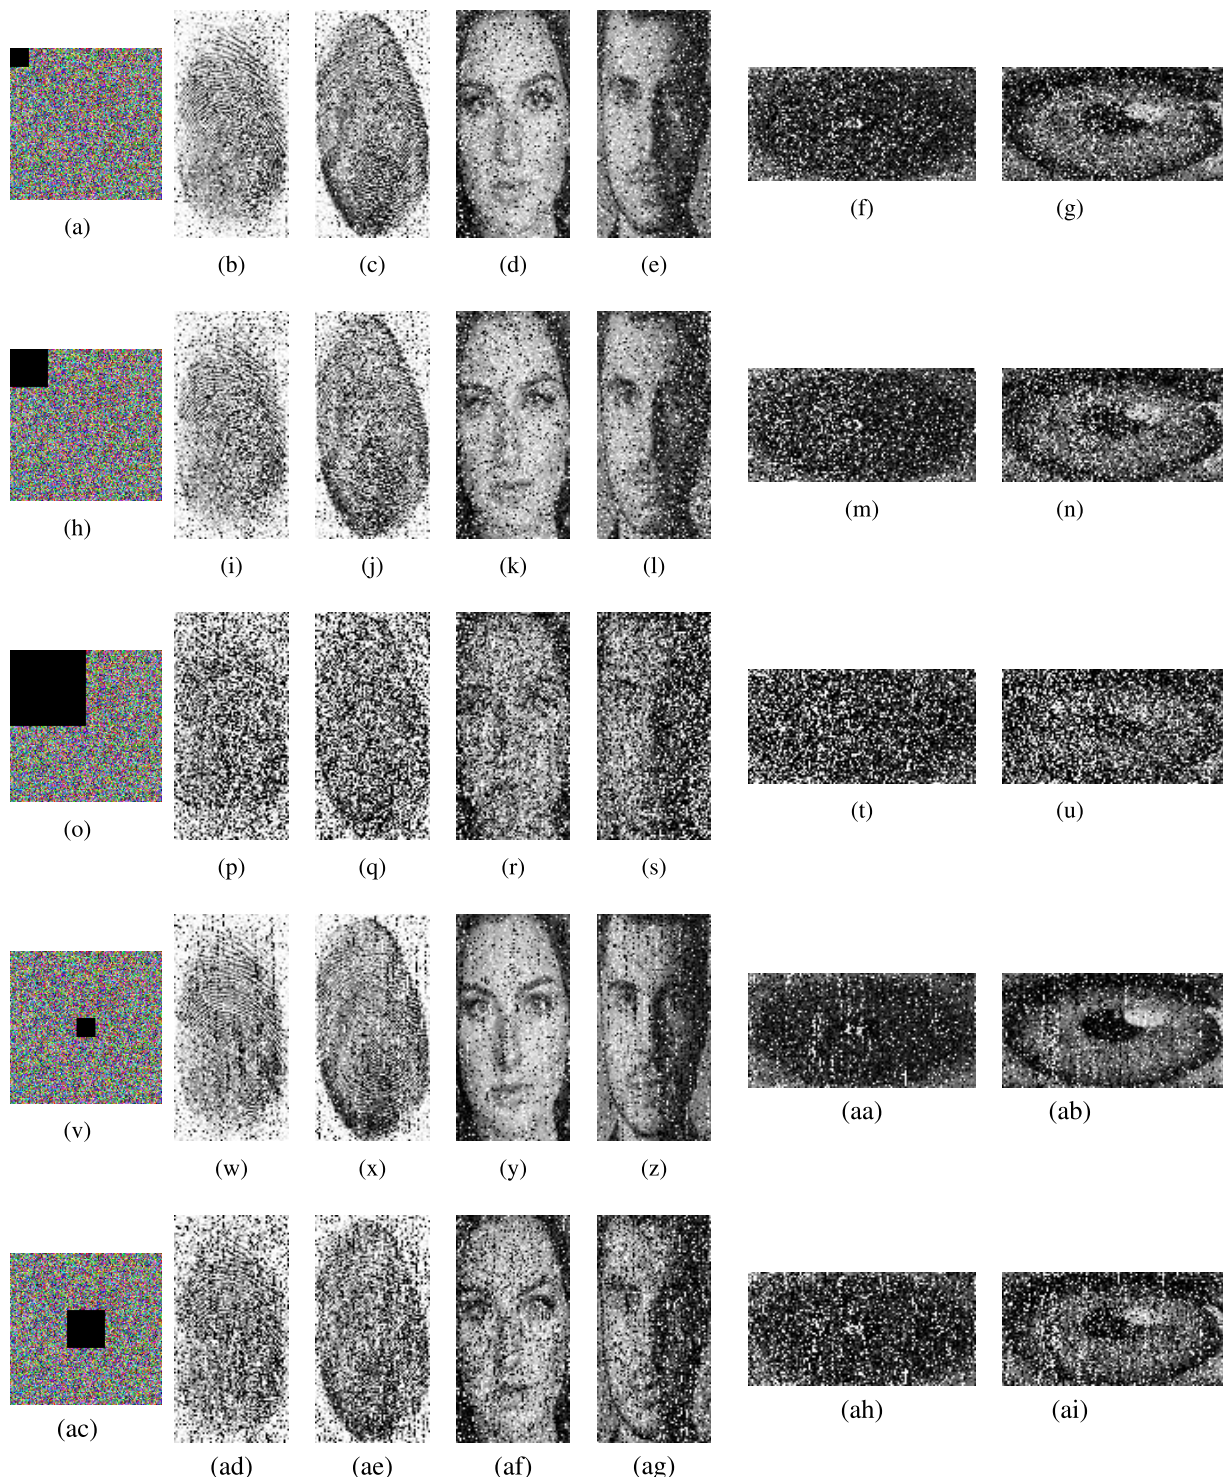 (a) (b) (c) (d) (e) (f) (g)
(h) (i) (j) (k) (l) (m) (n)
(o) (p) (q) (r) (s) (t) (u)
(v) (w) (x) (y) (z) (aa) (ab)
(ac) (ad) (ae) (af) (ag) (ah) (ai)